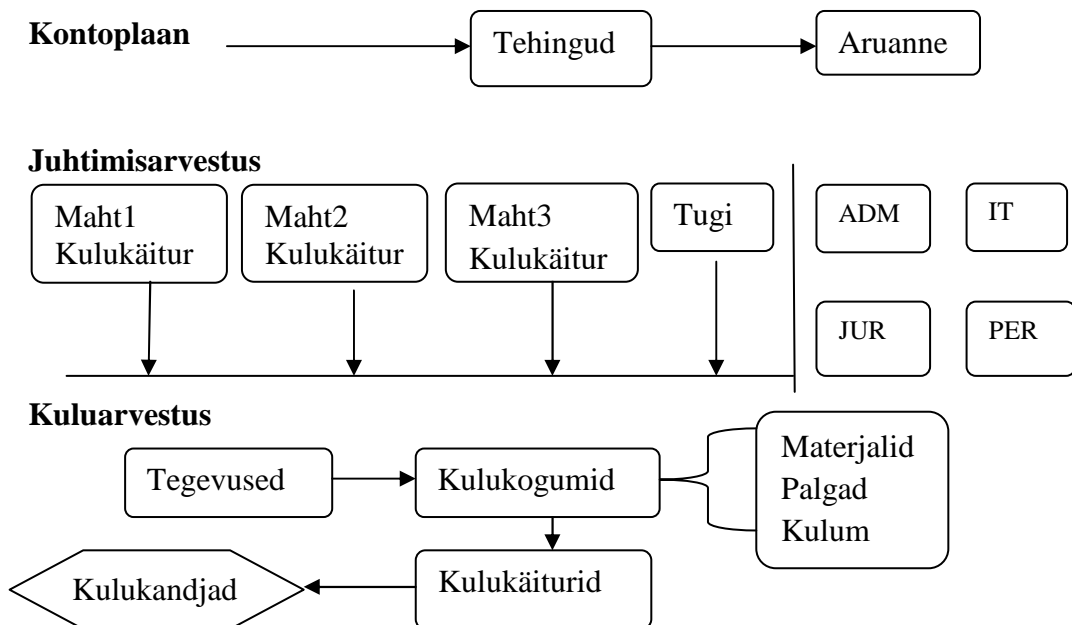 Kontoplaan
Tehingud
Aruanne
Juhtimisarvestus
Maht1
Kulukäitur
Maht2
Kulukäitur
Maht3
Kulukäitur
Tugi
ADM
IT
JUR
PER
Kuluarvestus
Tegevused
Kulukogumid
Materjalid
Palgad
Kulum
Kulukandjad
Kulukäiturid